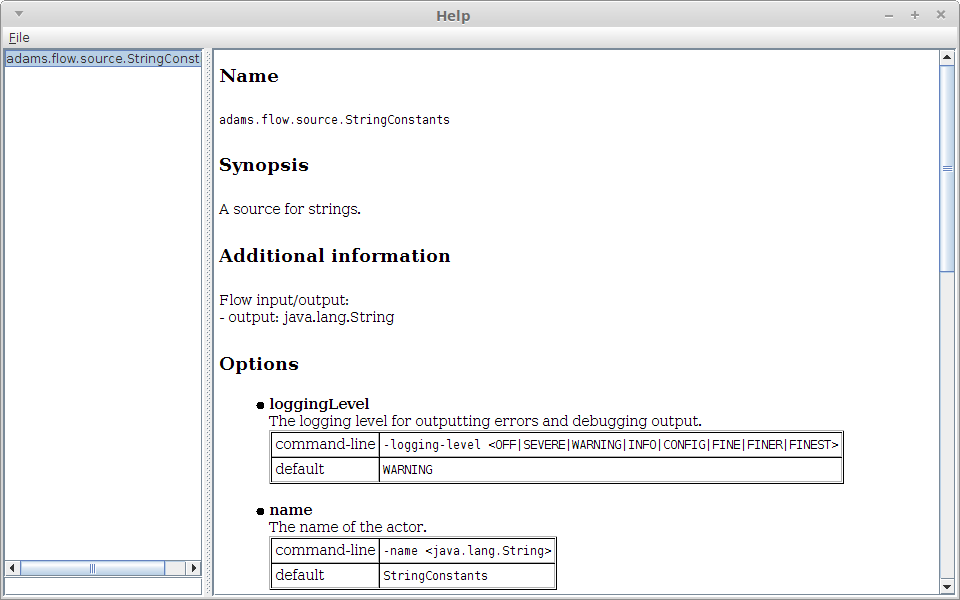 Help
File
adams.flow.source.StringConst
Name
adams.flow.source.StringConstants
Synopsis
A source for strings.
Additional information
Flow input/output:
- output: java.lang.String
Options
loggingLevel
The logging level for outputting errors and debugging output.
command-line -logging-level <OFF|SEVERE|WARNING|INFO|CONFIG|FINE|FINER|FINEST>
default WARNING
name
The name of the actor.
command-line -name <java.lang.String>
default StringConstants